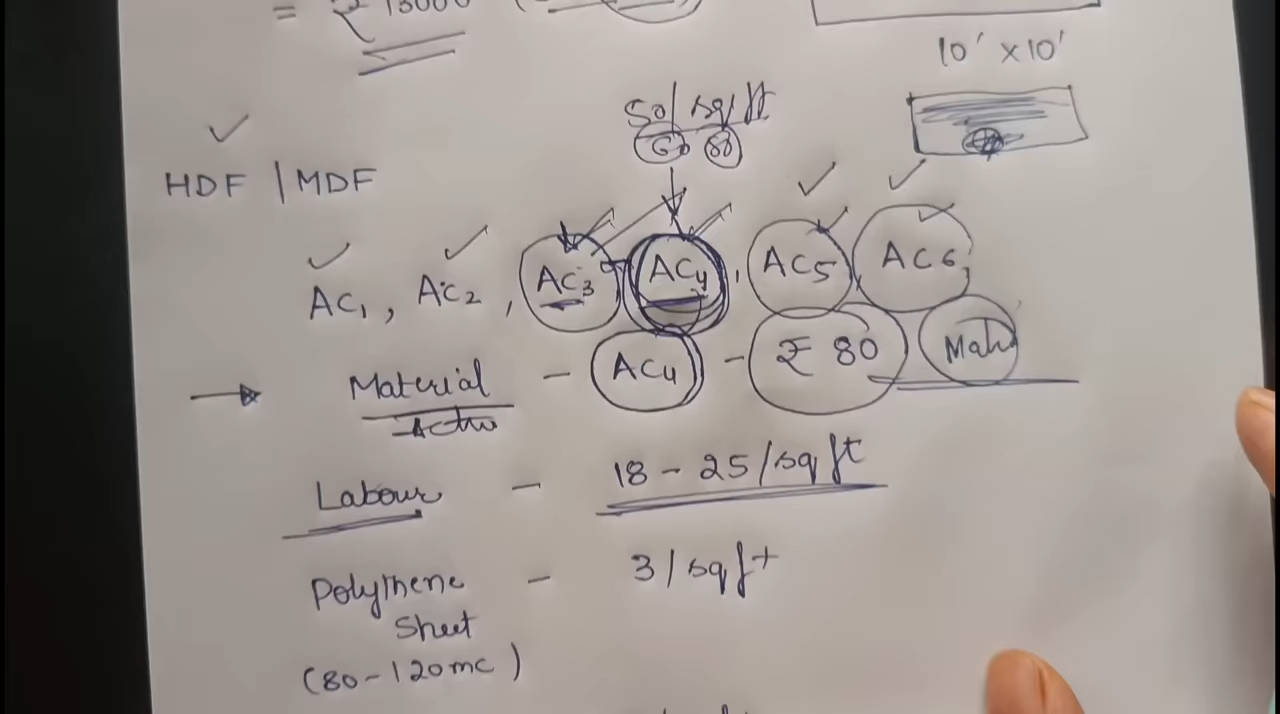 = ₹ 13000
10' x 10'
50/sq ft
60 80
HDF | MDF
AC1, AC2, AC3, AC4, AC5, AC6,
Material - AC4 - ₹ 80
Labour - 18 - 25/sq ft
Polythene - 3/sq ft
Sheet
(80-120mc)